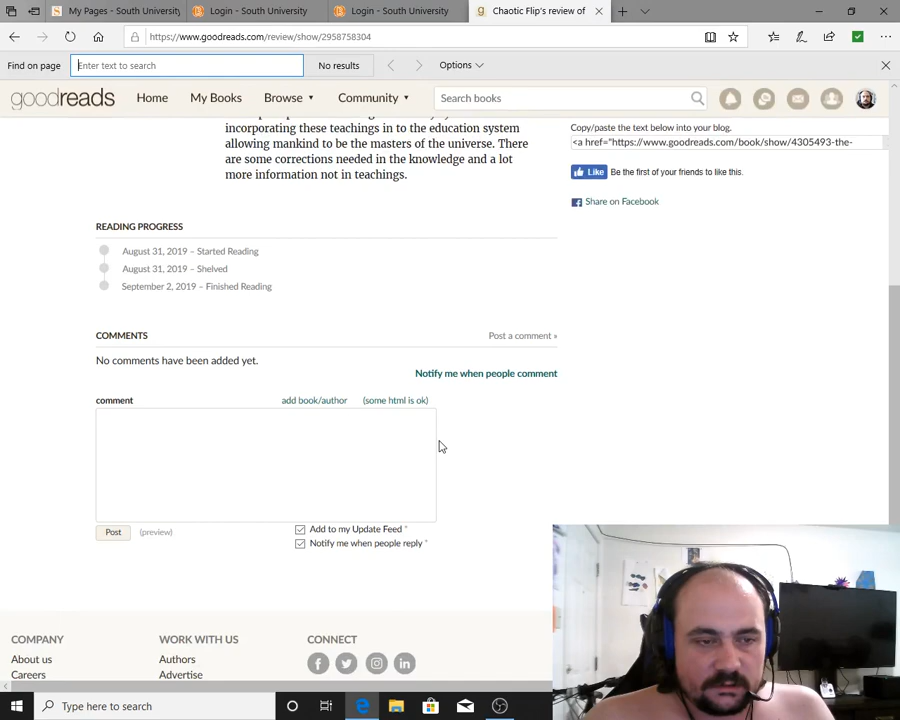 My Pages - South University
Login - South University
Login - South University
Chaotic Flip's review of
https://www.goodreads.com/review/show/2958758304
Find on page
Enter text to search
No results
Options
goodreads
Home
My Books
Browse
Community
Search books
incorporating these teachings in to the education system
allowing mankind to be the masters of the universe. There
are some corrections needed in the knowledge and a lot
more information not in teachings.
Copy/paste the text below into your blog.
<a href="https://www.goodreads.com/book/show/4305493-the-
Like Be the first of your friends to like this.
Share on Facebook
READING PROGRESS
August 31, 2019 – Started Reading
August 31, 2019 – Shelved
September 2, 2019 – Finished Reading
COMMENTS
Post a comment »
No comments have been added yet.
Notify me when people comment
comment
add book/author
(some html is ok)
Post
(preview)
Add to my Update Feed *
Notify me when people reply *
COMPANY
About us
Careers
WORK WITH US
Authors
Advertise
CONNECT
Type here to search